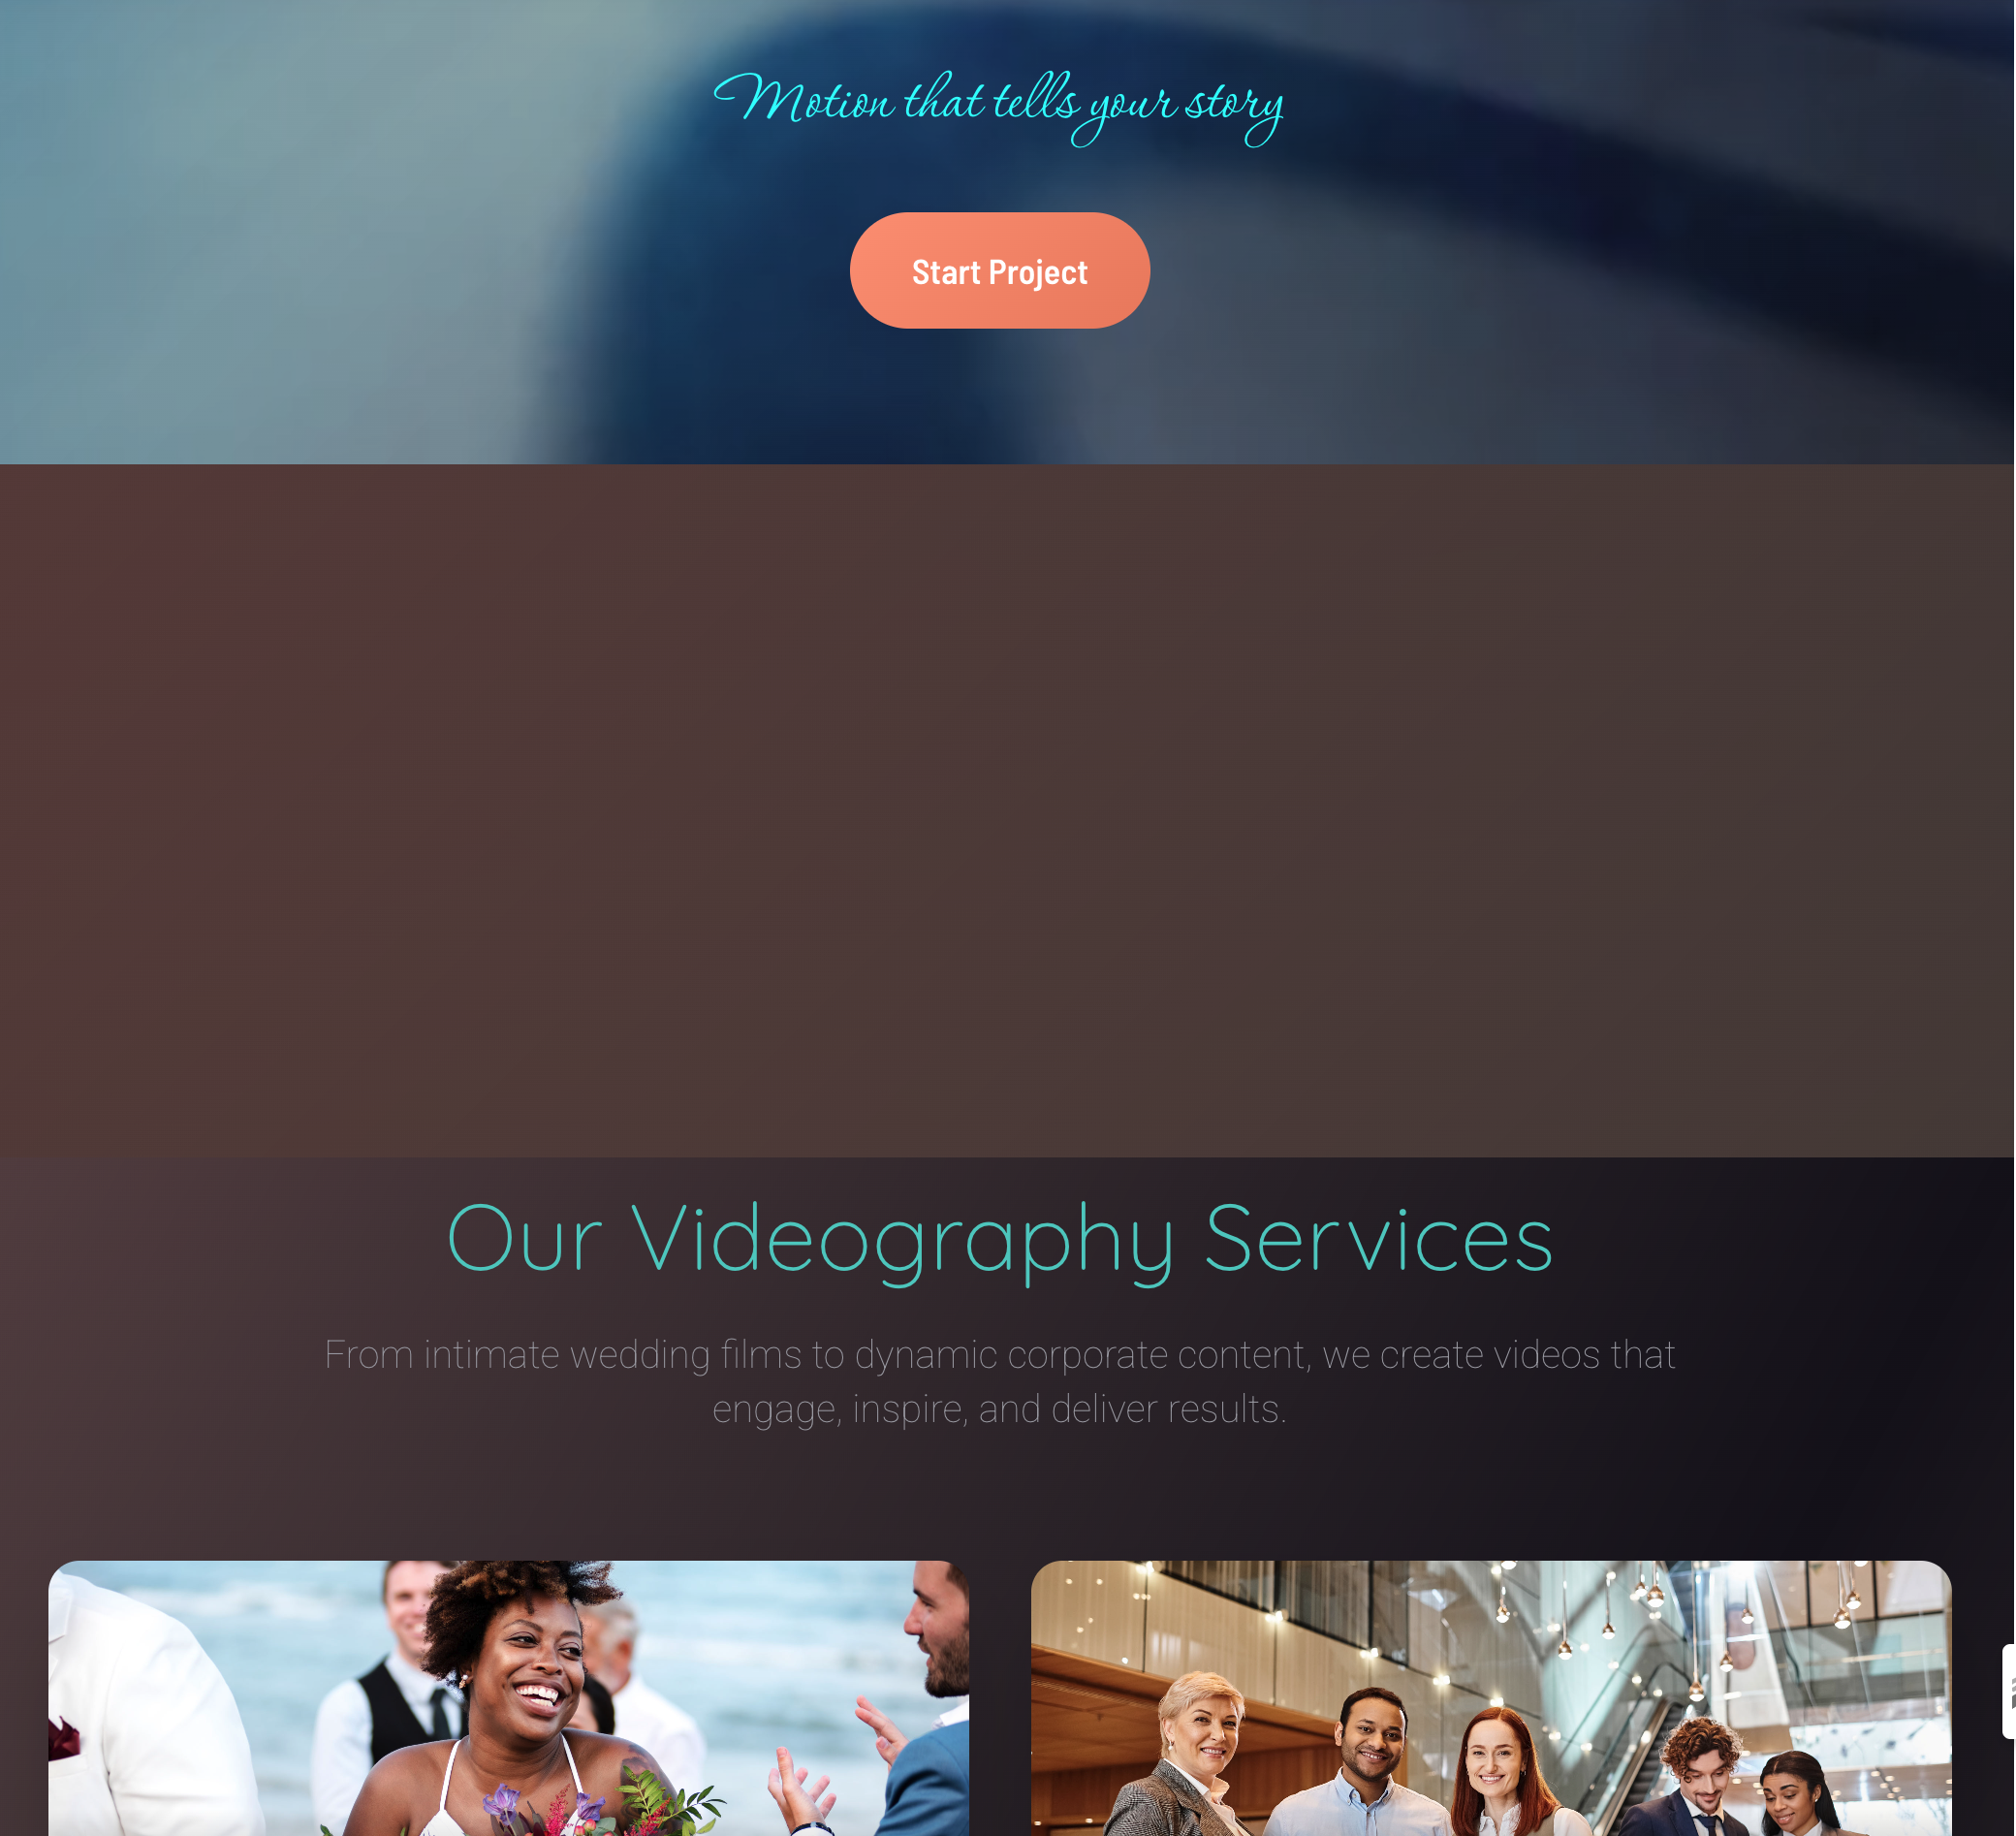 Motion that tells your story
Start Project
Our Videography Services
From intimate wedding films to dynamic corporate content, we create videos that
engage, inspire, and deliver results.